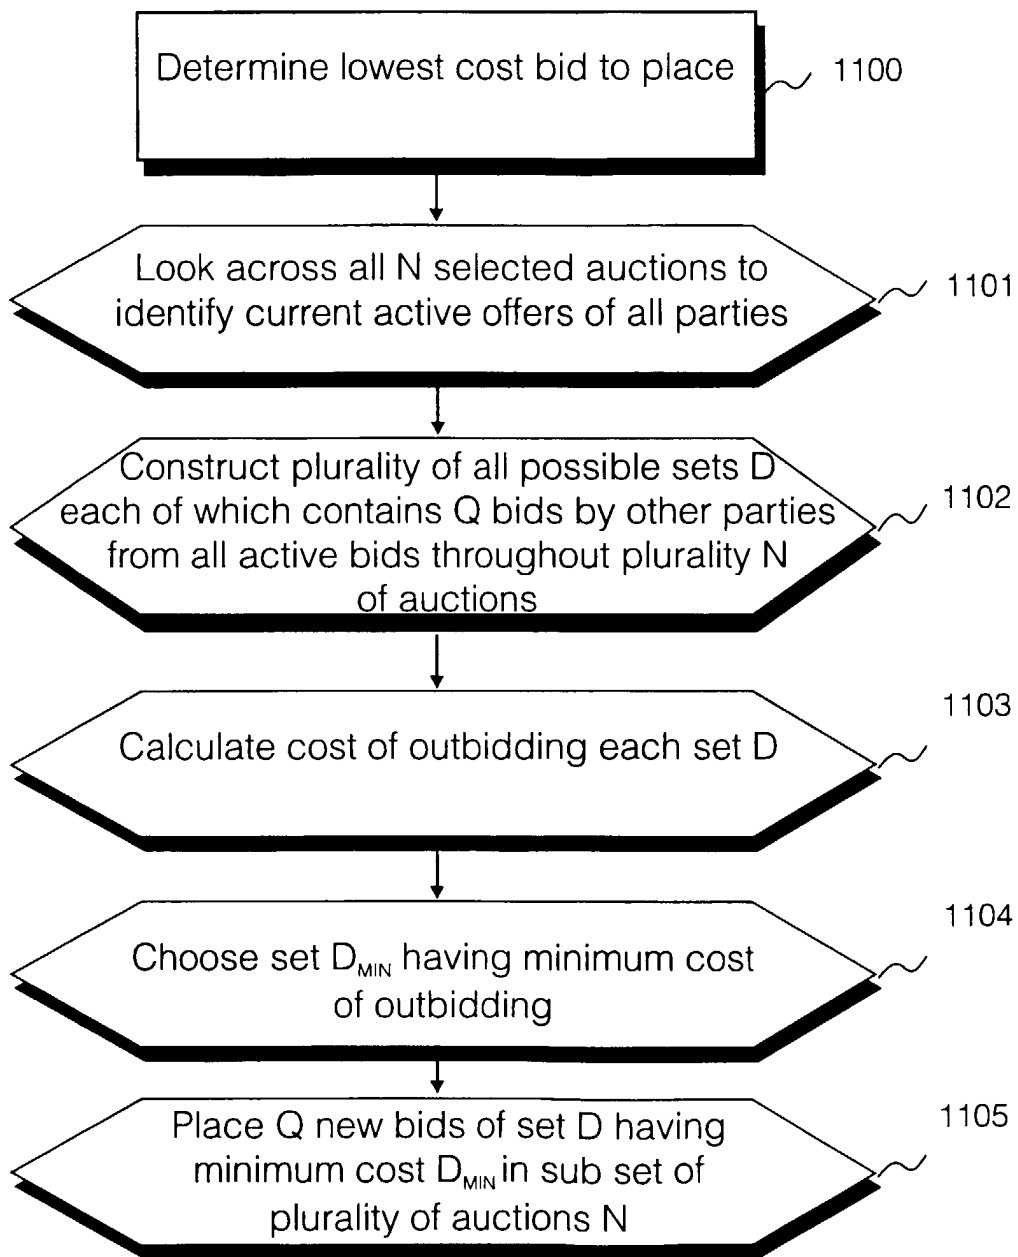 Determine lowest cost bid to place
1100
Look across all N selected auctions to
identify current active offers of all parties
1101
Construct plurality of all possible sets D
each of which contains Q bids by other parties
from all active bids throughout plurality N
of auctions
1102
Calculate cost of outbidding each set D
1103
Choose set D_MIN having minimum cost
of outbidding
1104
Place Q new bids of set D having
minimum cost D_MIN in sub set of
plurality of auctions N
1105